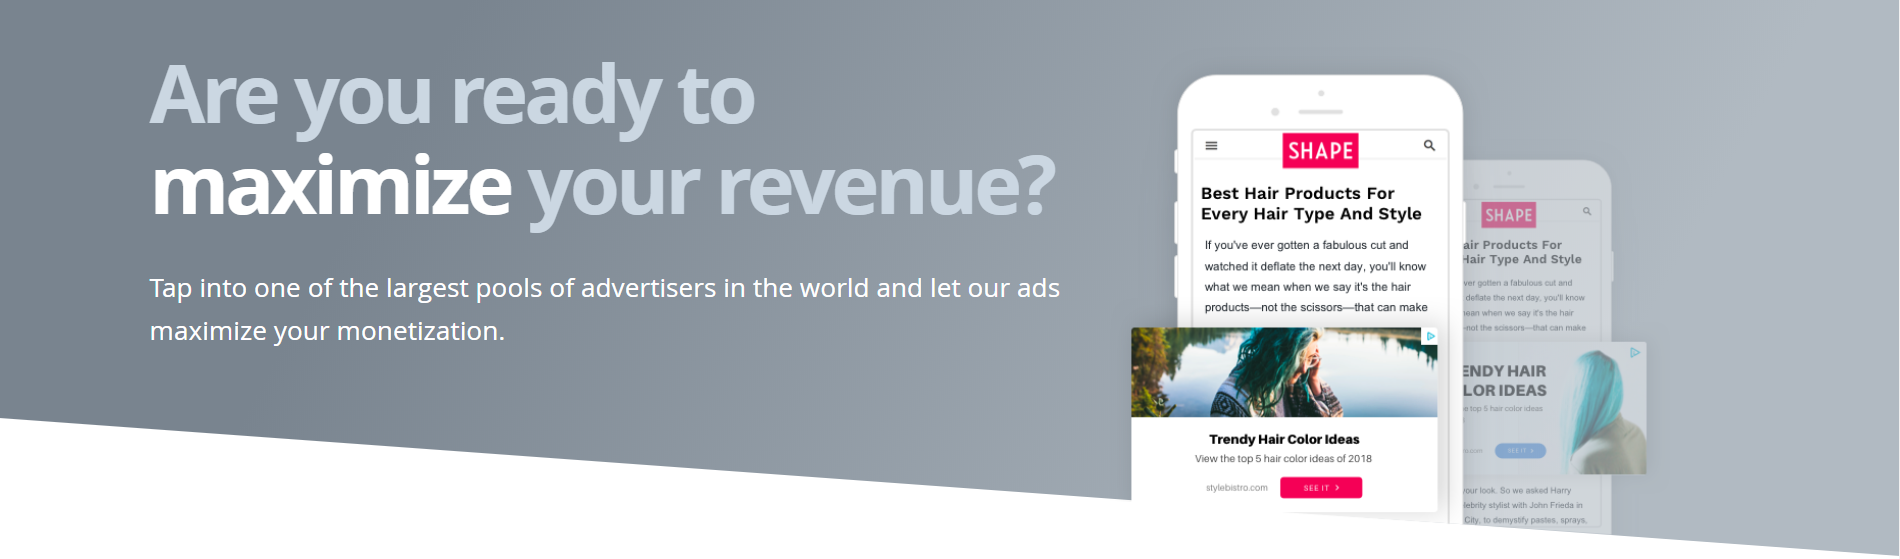 Are you ready to
maximize your revenue?
Tap into one of the largest pools of advertisers in the world and let our ads
maximize your monetization.
SHAPE
Best Hair Products For
Every Hair Type And Style
If you've ever gotten a fabulous cut and
watched it deflate the next day, you'll know
what we mean when we say it's the hair
products—not the scissors—that can make
Trendy Hair Color Ideas
View the top 5 hair color ideas of 2018
stylebistro.com
SEE IT >
SHAPE
air Products For
Hair Type And Style
ver gotten a fabulous cut and
deflate the next day, you'll know
mean when we say it's the hair
-not the scissors—that can make
ENDY HAIR
LOR IDEAS
e top 5 hair color ideas
.com
SEE IT >
your look. So we asked Harry
lebrity stylist with John Frieda in
City, to demystify pastes, sprays,